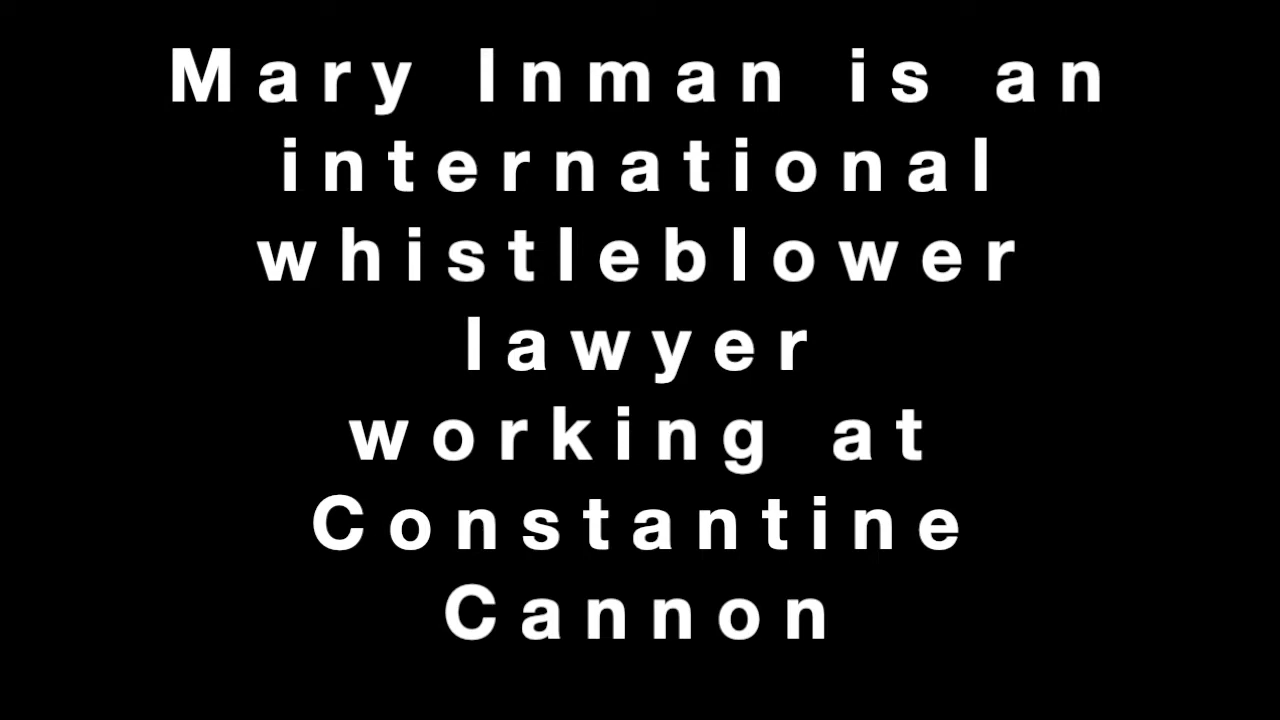 Mary Inman is an
international
whistleblower
lawyer
working at
Constantine
Cannon